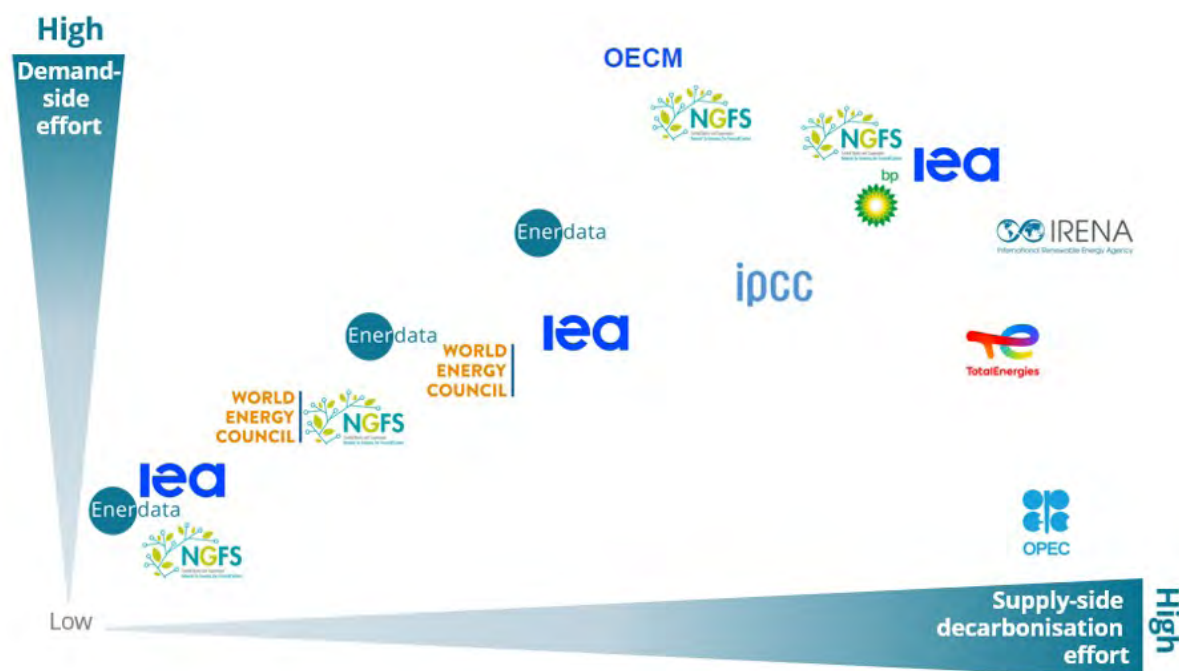 High
Demand-
side
effort
OECM
NGFS
NGFS
iea
bp
Enerdata
IRENA
International Renewable Energy Agency
ipcc
Enerdata
iea
WORLD
ENERGY
COUNCIL
TotalEnergies
WORLD
ENERGY
COUNCIL
NGFS
iea
Enerdata
NGFS
OPEC
Low
Supply-side
decarbonisation
effort
High